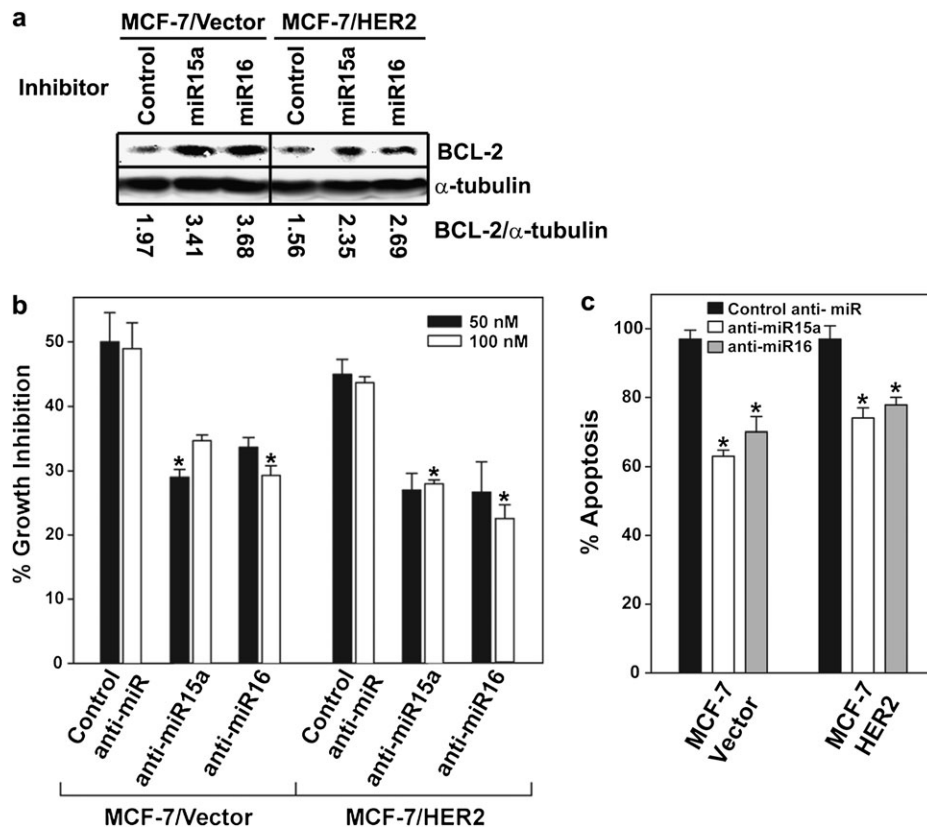 a
MCF-7/Vector MCF-7/HER2
Inhibitor Control miR15a miR16 Control miR15a miR16
BCL-2
α-tubulin
1.97 3.41 3.68 1.56 2.35 2.69 BCL-2/α-tubulin
b
% Growth Inhibition
50
40
30
20
10
0
50 nM
100 nM
* * * *
Control anti-miR
anti-miR15a
anti-miR16
Control anti-miR
anti-miR15a
anti-miR16
MCF-7/Vector MCF-7/HER2
c
% Apoptosis
100
80
60
40
20
0
Control anti- miR
anti-miR15a
anti-miR16
* * * *
MCF-7 Vector
MCF-7 HER2